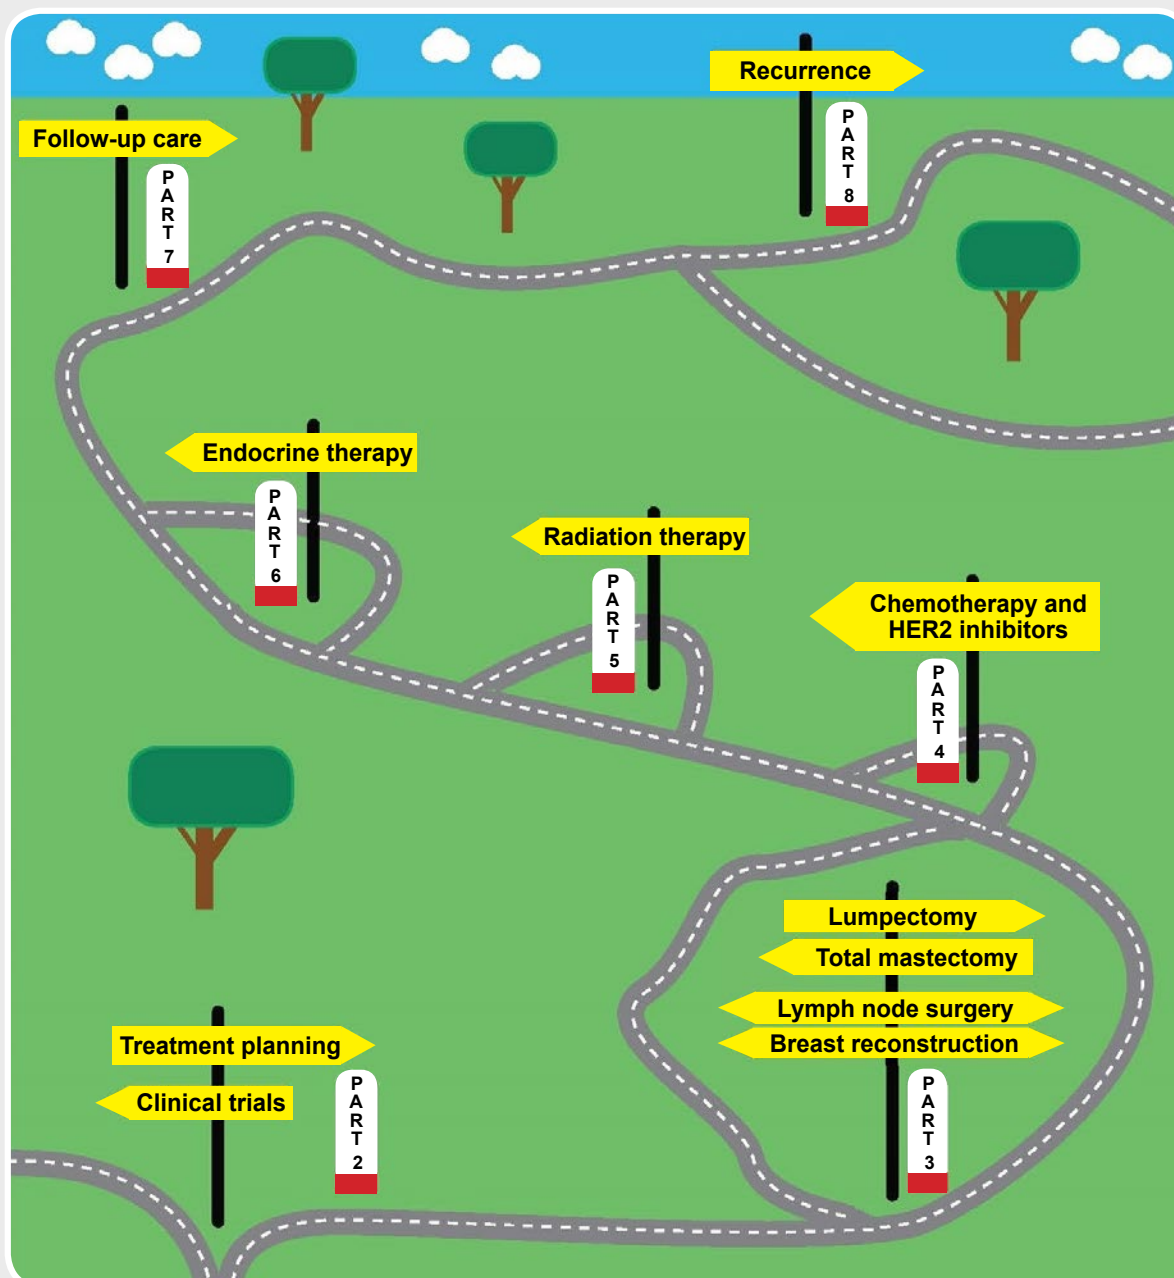 Recurrence
PART 8
Follow-up care
PART 7
Endocrine therapy
PART 6
Radiation therapy
PART 5
Chemotherapy and
HER2 inhibitors
PART 4
Lumpectomy
Total mastectomy
Lymph node surgery
Breast reconstruction
PART 3
Treatment planning
Clinical trials
PART 2